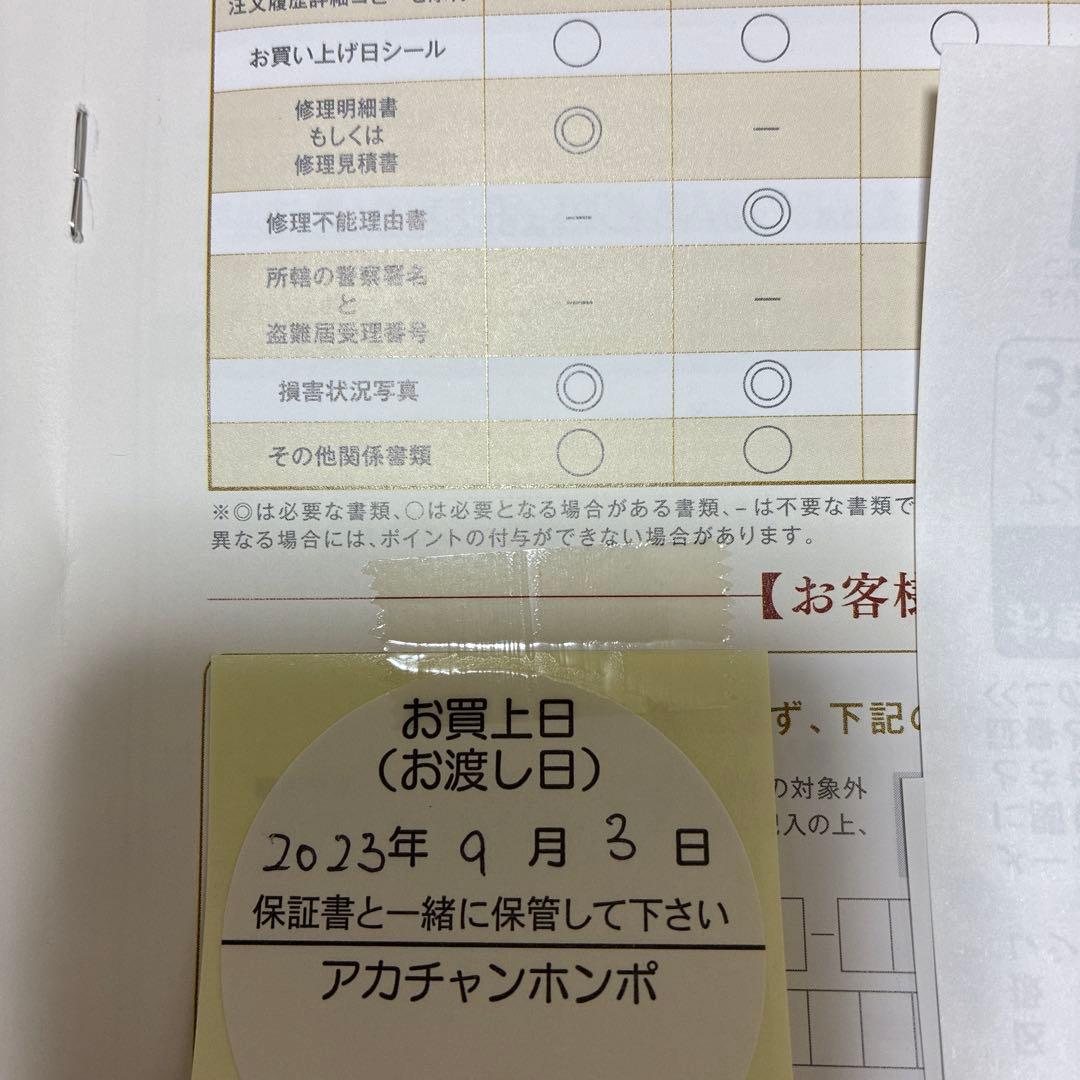 お買い上げ日シール ○ ○ ○
修理明細書
もしくは ◎ —
修理見積書
修理不能理由書 — ◎
所轄の警察署名
と — —
盗難届受理番号
損害状況写真 ◎ ◎
その他関係書類 ○ ○
※◎は必要な書類、○は必要となる場合がある書類、–は不要な書類で
異なる場合には、ポイントの付与ができない場合があります。
【お客様
ず、下記の
の対象外
記入の上、
お買上日
(お渡し日)
2023年 9月 3日
保証書と一緒に保管して下さい
アカチャンホンポ